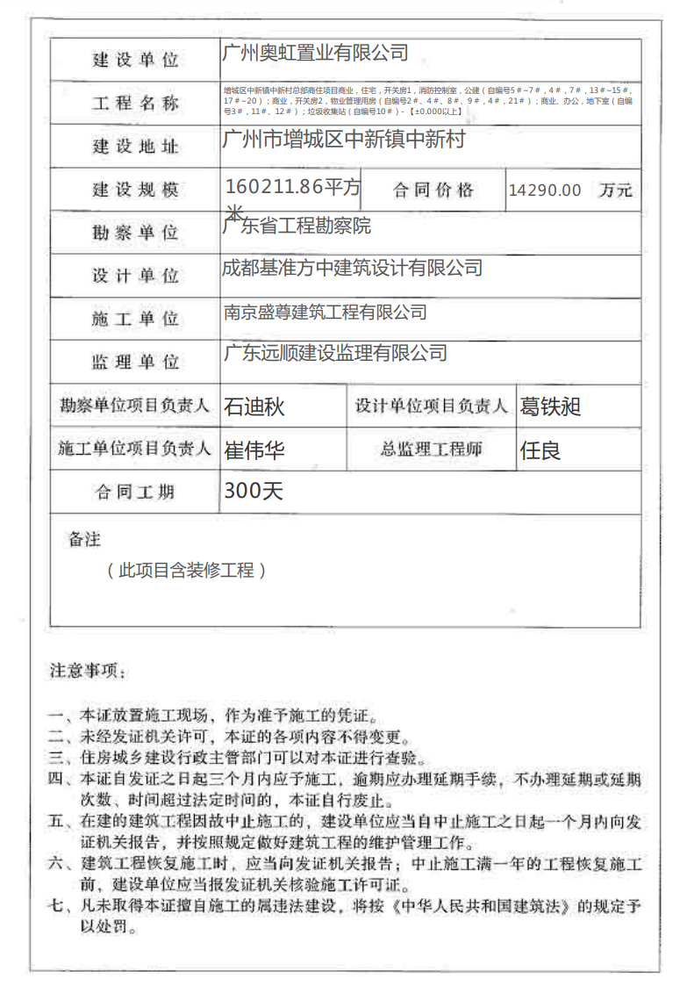 建设单位 广州奥虹置业有限公司
工程名称 增城区中新镇中新村总部商住项目商业，住宅，开关房1，消防控制室，公建（自编号5＃~7＃，4＃，7＃，13＃~15＃、
17＃~20）；商业，开关房2，物业管理用房（自编号2＃、4＃、8＃、9＃，4＃，21＃）；商业、办公，地下室（自编
号3＃，11＃、12＃）；垃圾收集站（自编号10＃）-【±0.000以上】
建设地址 广州市增城区中新镇中新村
建设规模 160211.86平方 合同价格 14290.00 万元
米
勘察单位 广东省工程勘察院
设计单位 成都基准方中建筑设计有限公司
施工单位 南京盛尊建筑工程有限公司
监理单位 广东远顺建设监理有限公司
勘察单位项目负责人 石迪秋 设计单位项目负责人 葛铁昶
施工单位项目负责人 崔伟华 总监理工程师 任良
合同工期 300天
备注
（此项目含装修工程）
注意事项：
一、本证放置施工现场，作为准予施工的凭证。
二、未经发证机关许可，本证的各项内容不得变更。
三、住房城乡建设行政主管部门可以对本证进行查验。
四、本证自发证之日起三个月内应予施工，逾期应办理延期手续，不办理延期或延期
次数、时间超过法定时间的，本证自行废止。
五、在建的建筑工程因故中止施工的，建设单位应当自中止施工之日起一个月内向发
证机关报告，并按照规定做好建筑工程的维护管理工作。
六、建筑工程恢复施工时，应当向发证机关报告；中止施工满一年的工程恢复施工
前，建设单位应当报发证机关核验施工许可证。
七、凡未取得本证擅自施工的属违法建设，将按《中华人民共和国建筑法》的规定予
以处罚。